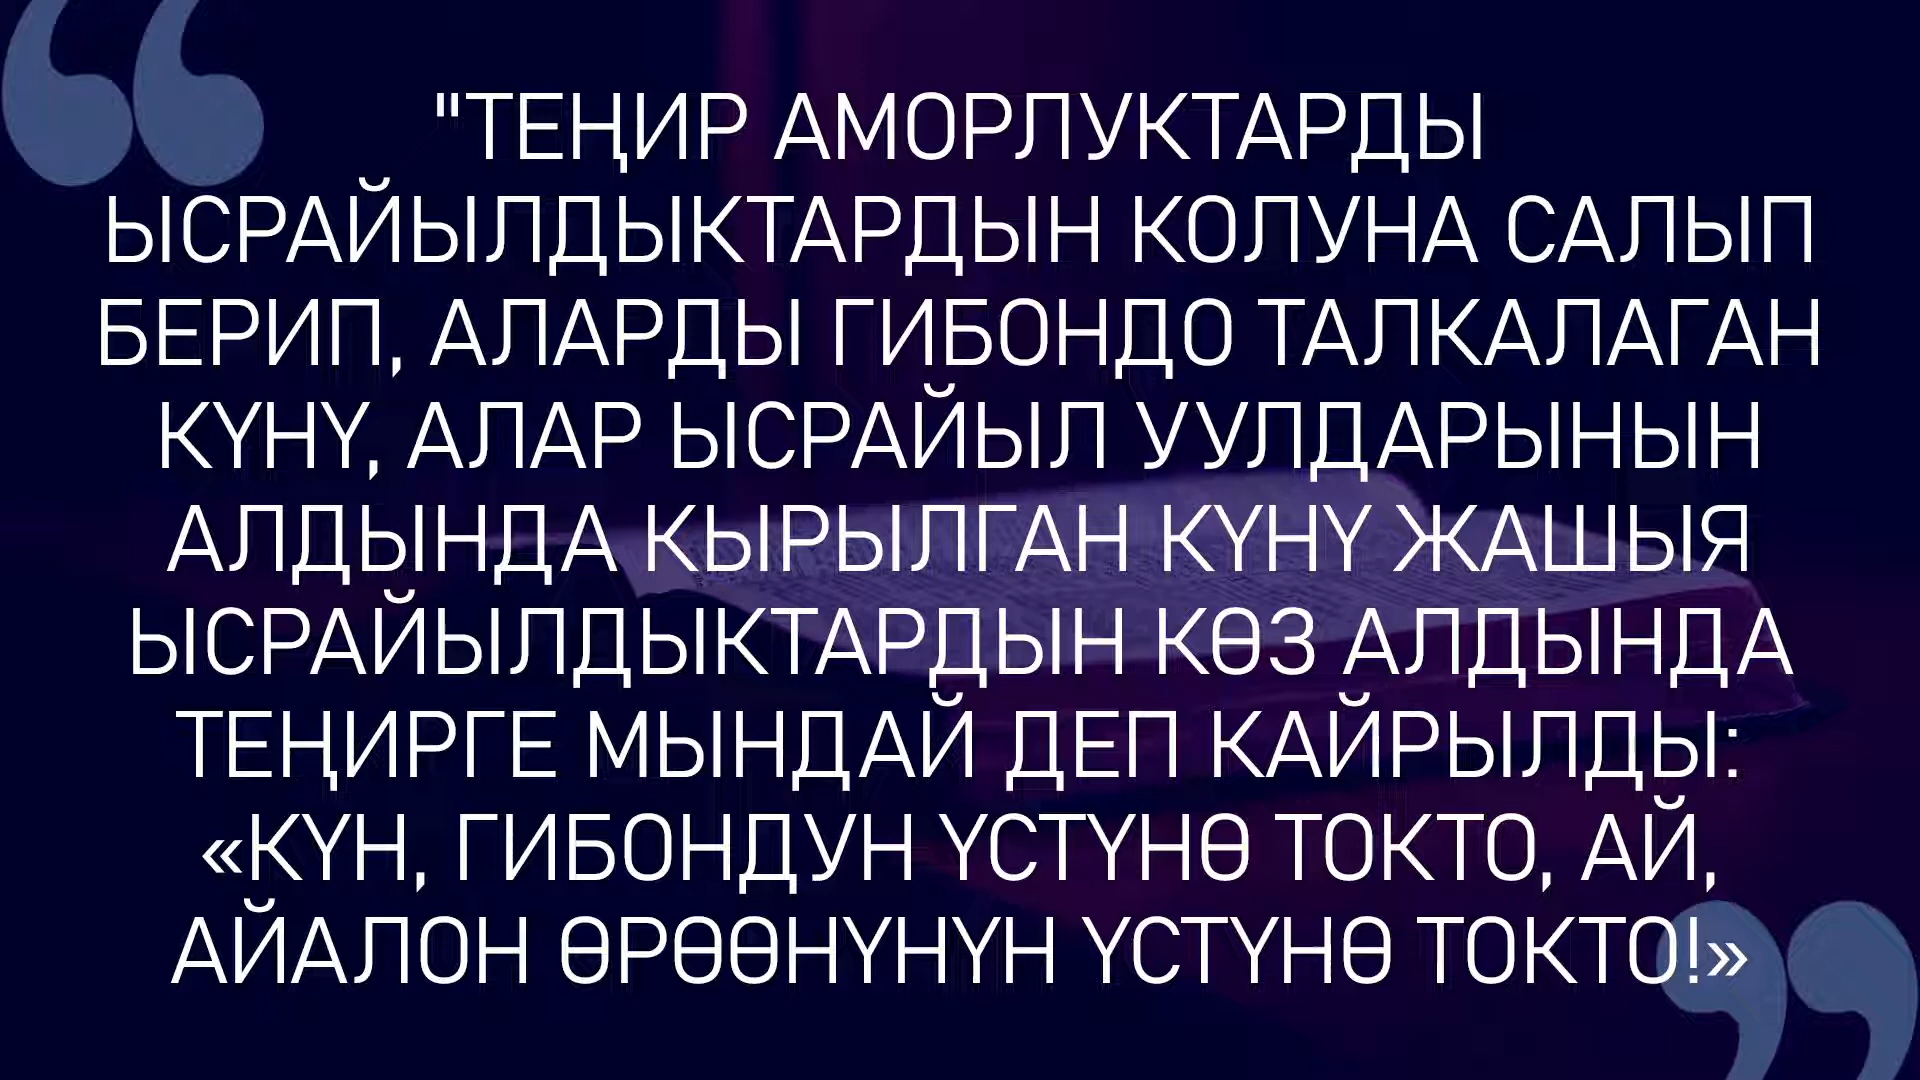 "ТЕҢИР АМОРЛУКТАРДЫ
ЫСРАЙЫЛДЫКТАРДЫН КОЛУНА САЛЫП
БЕРИП, АЛАРДЫ ГИБОНДО ТАЛКАЛАГАН
КҮНҮ, АЛАР ЫСРАЙЫЛ УУЛДАРЫНЫН
АЛДЫНДА КЫРЫЛГАН КҮНҮ ЖАШЫЯ
ЫСРАЙЫЛДЫКТАРДЫН КӨЗ АЛДЫНДА
ТЕҢИРГЕ МЫНДАЙ ДЕП КАЙРЫЛДЫ:
«КҮН, ГИБОНДУН ҮСТҮНӨ ТОКТО, АЙ,
АЙАЛОН ӨРӨӨНҮНҮН ҮСТҮНӨ ТОКТО!»